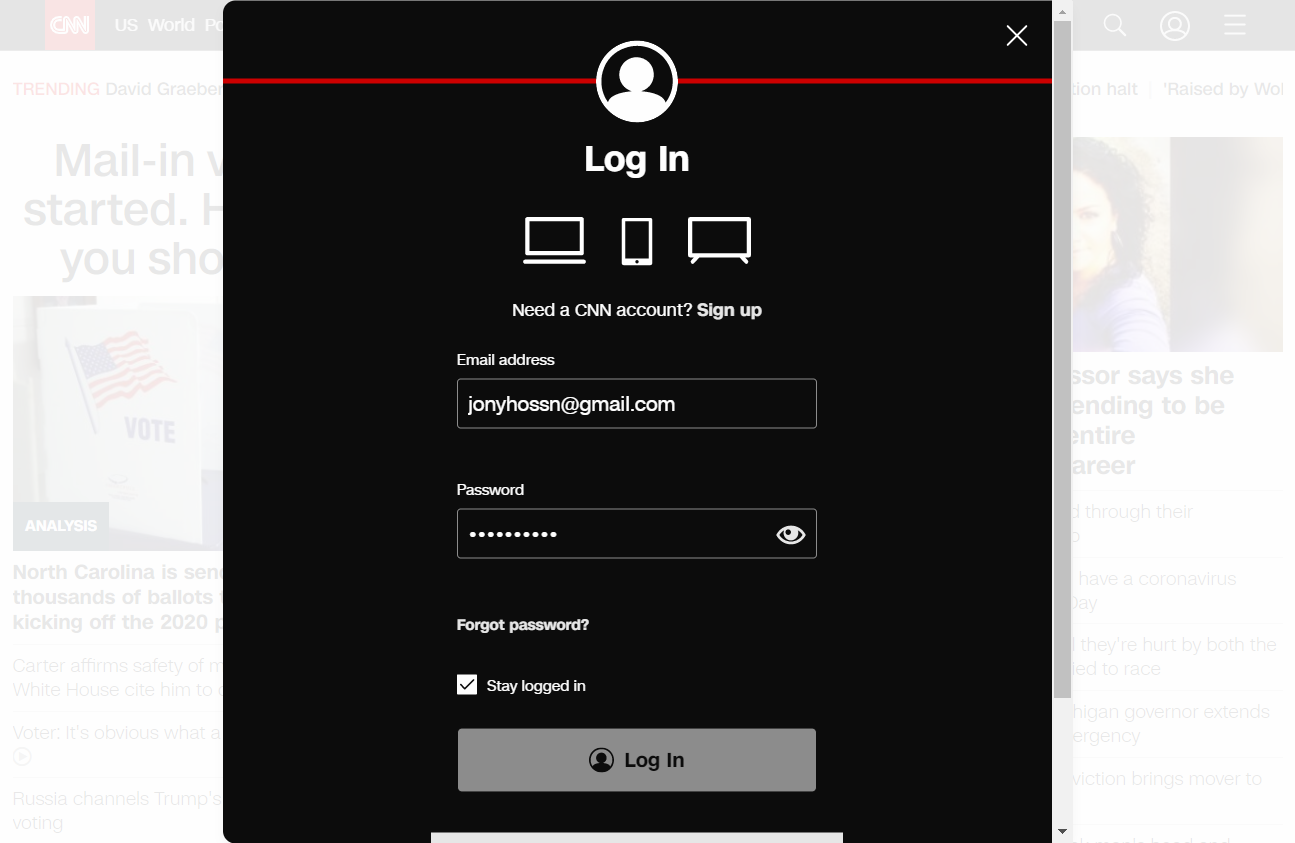 CNN
US World
TRENDING David Graeber
tion halt
'Raised by Wol
Mail-in
started.
you sho
VOTE
ANALYSIS
North Carolina is send
thousands of ballots
kicking off the 2020
Carter affirms safety of m
White House cite him to
Voter: It's obvious what a
Russia channels Trump's
voting
Log In
Need a CNN account? Sign up
Email address
jonyhossn@gmail.com
Password
••••••••••
Forgot password?
Stay logged in
Log In
ssor says she
ending to be
entire
areer
d through their
have a coronavirus
Day
they're hurt by both the
ied to race
higan governor extends
ergency
viction brings mover to